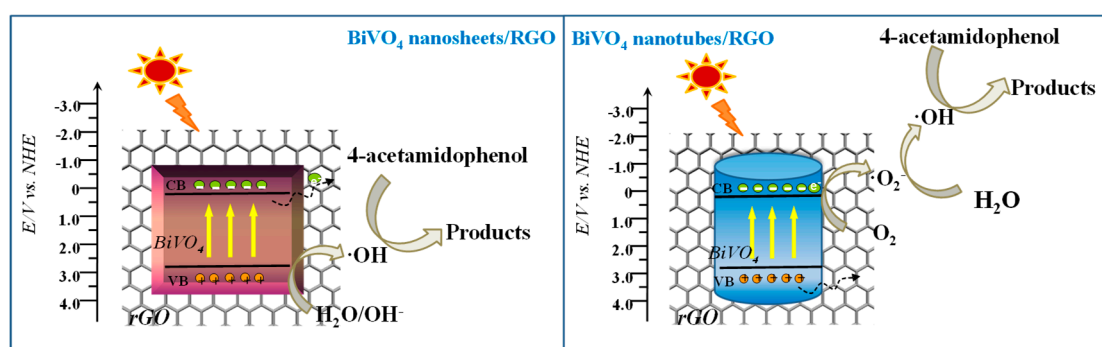 BiVO₄ nanosheets/RGO
E/V vs. NHE
-3.0
-2.0
-1.0
0
1.0
2.0
3.0
4.0
CB
BiVO₄
VB
rGO
4-acetamidophenol
Products
·OH
H₂O/OH⁻
BiVO₄ nanotubes/RGO
E/V vs. NHE
-3.0
-2.0
-1.0
0
1.0
2.0
3.0
4.0
CB
BiVO₄
VB
rGO
4-acetamidophenol
Products
·OH
·O₂⁻
H₂O
O₂